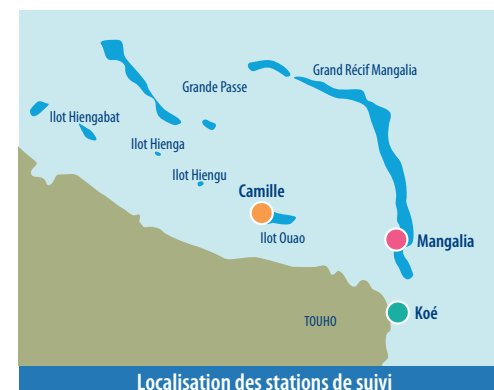 Grand Récif Mangalia
Grande Passe
Ilot Hiengabat
Ilot Hienga
Ilot Hiengu
Camille
Ilot Ouao
Mangalia
Koé
TOUHO
Localisation des stations de suivi